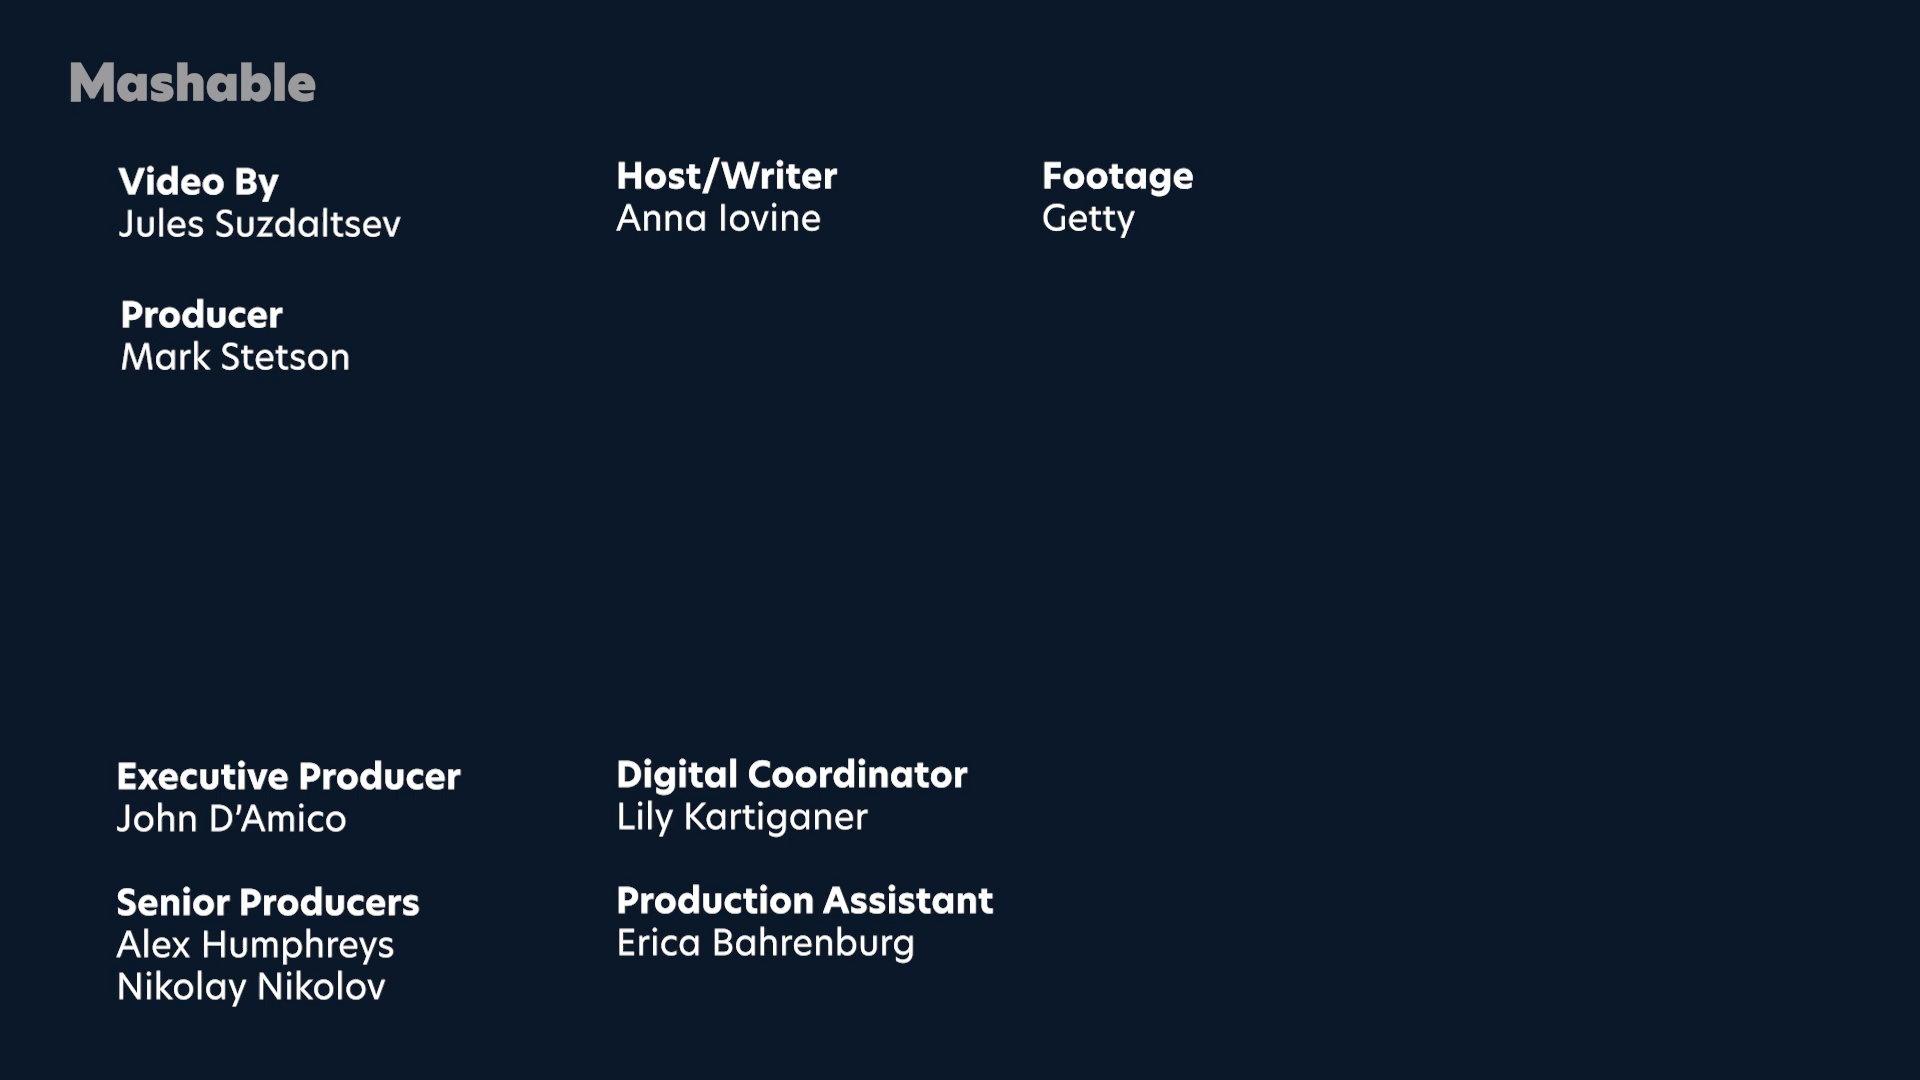 Mashable
Video By
Jules Suzdaltsev
Host/Writer
Anna Iovine
Footage
Getty
Producer
Mark Stetson
Executive Producer
John D’Amico
Digital Coordinator
Lily Kartiganer
Senior Producers
Alex Humphreys
Nikolay Nikolov
Production Assistant
Erica Bahrenburg